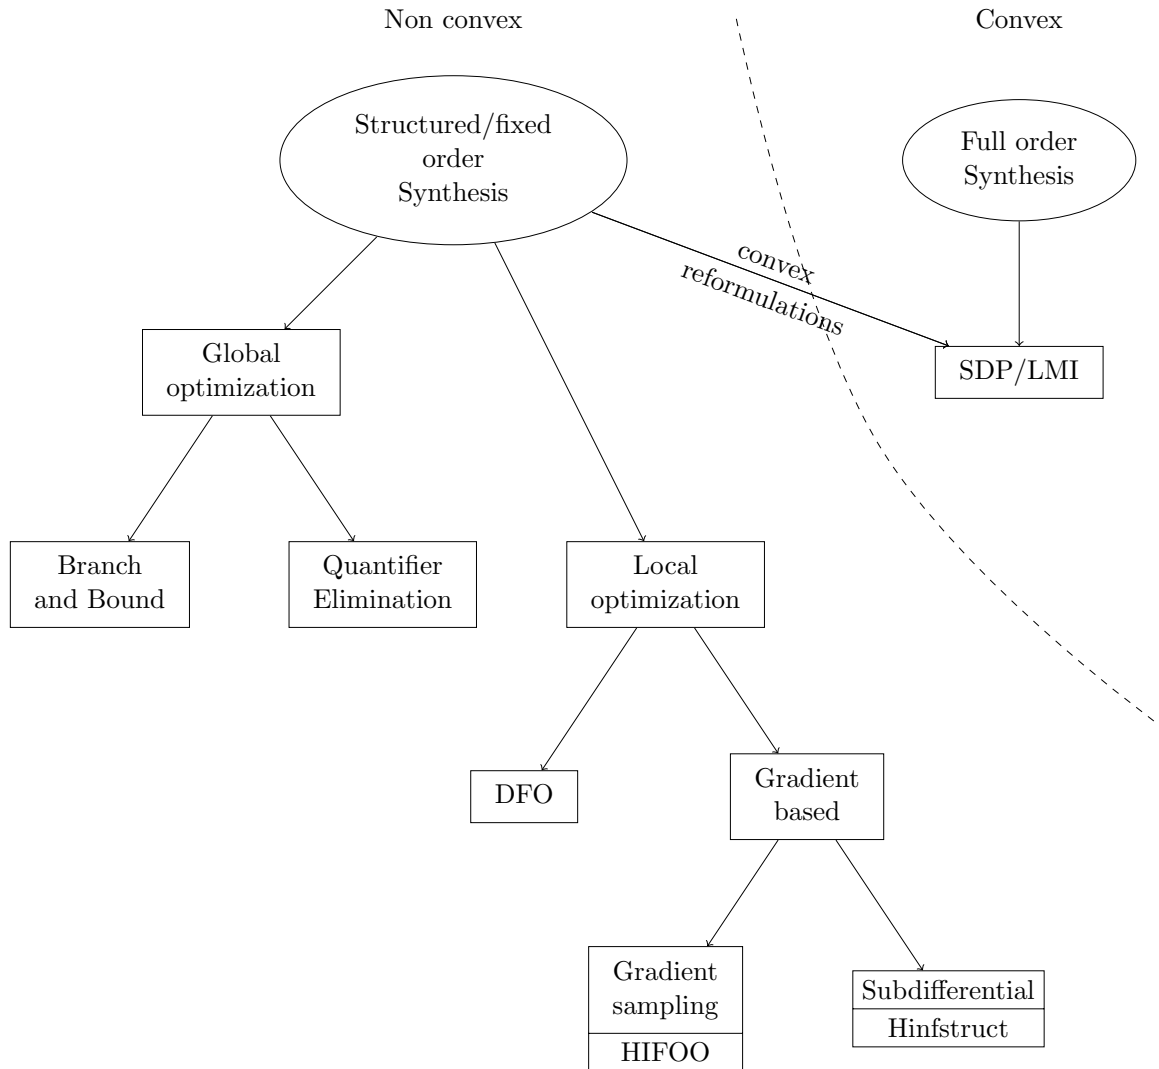 Non convex
Convex
Structured/fixed
order
Synthesis
Full order
Synthesis
convex
reformulations
Global
optimization
SDP/LMI
Branch
and Bound
Quantifier
Elimination
Local
optimization
DFO
Gradient
based
Gradient
sampling
HIFOO
Subdifferential
Hinfstruct